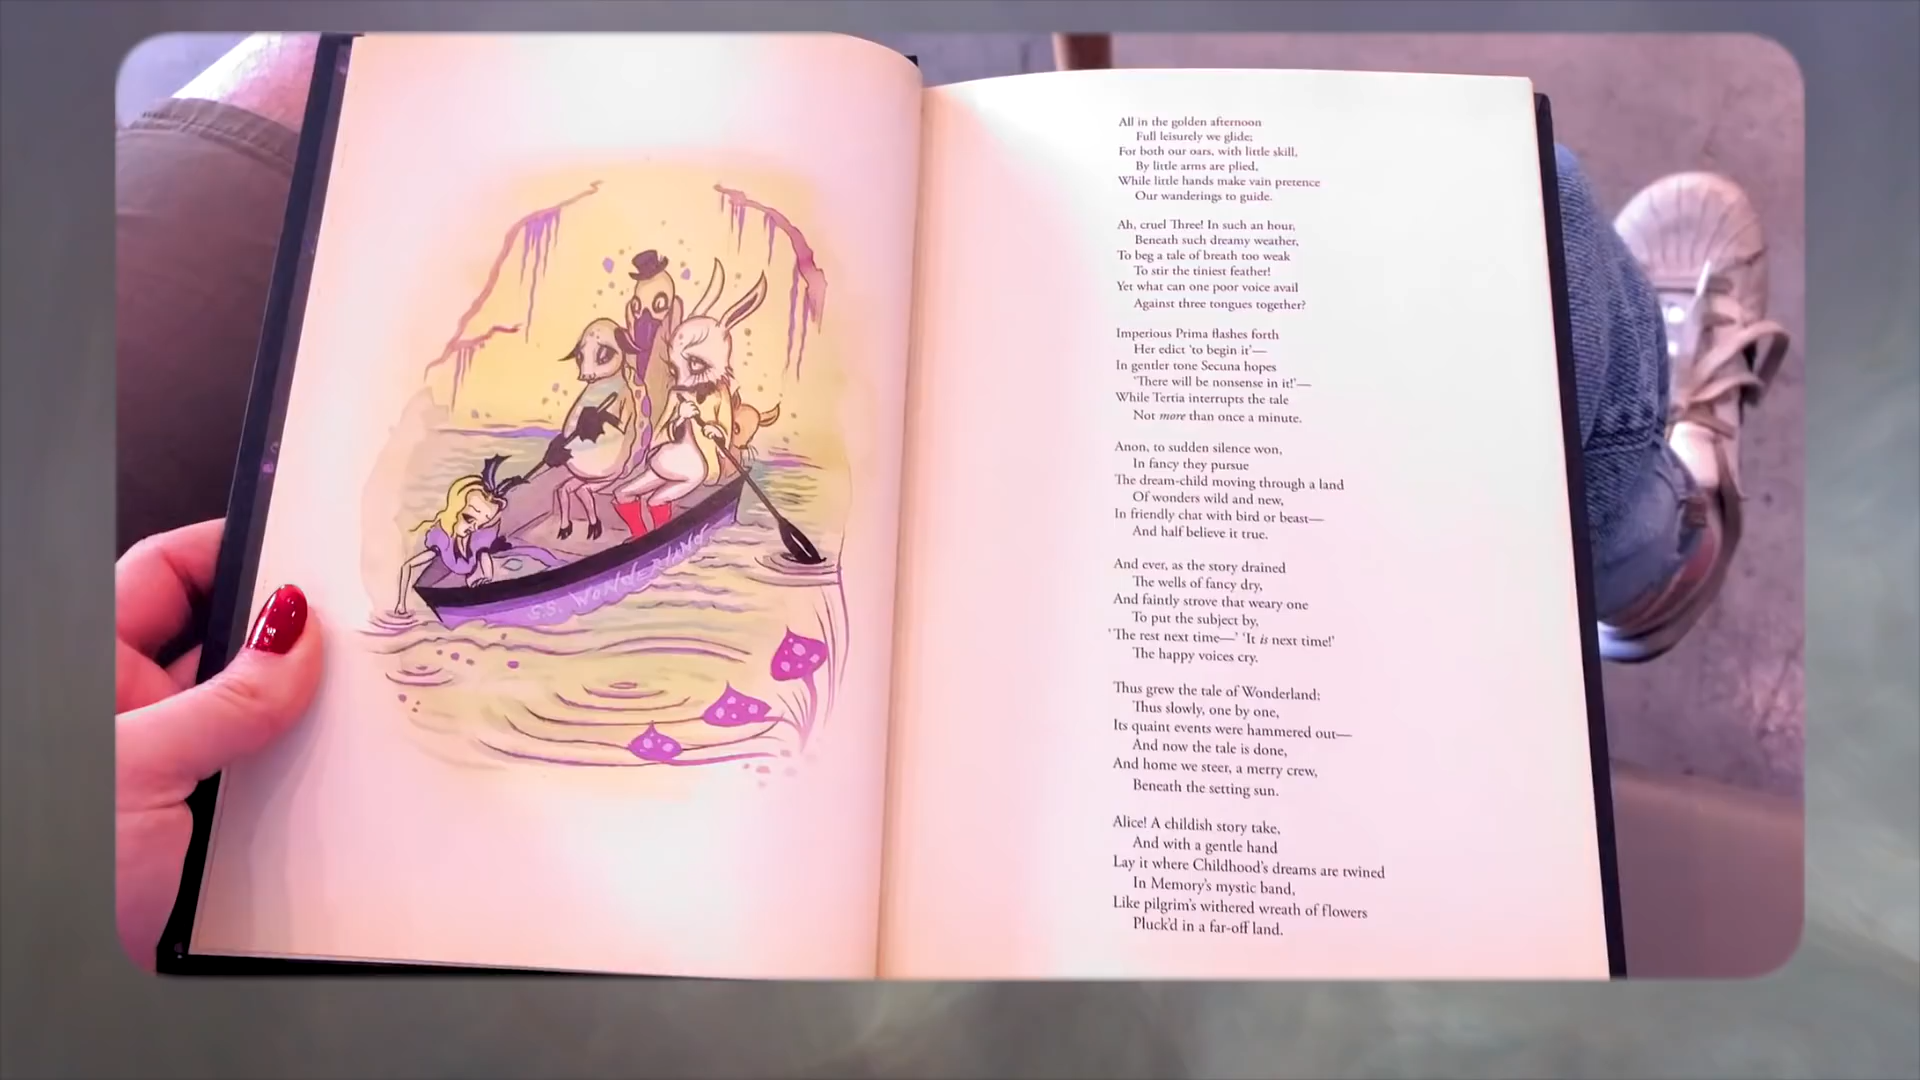 S.S. WONDERLAND
All in the golden afternoon
Full leisurely we glide;
For both our oars, with little skill,
By little arms are plied,
While little hands make vain pretence
Our wanderings to guide.
Ah, cruel Three! In such an hour,
Beneath such dreamy weather,
To beg a tale of breath too weak
To stir the tiniest feather!
Yet what can one poor voice avail
Against three tongues together?
Imperious Prima flashes forth
Her edict 'to begin it'—
In gentler tone Secuna hopes
'There will be nonsense in it!'—
While Tertia interrupts the tale
Not more than once a minute.
Anon, to sudden silence won,
In fancy they pursue
The dream-child moving through a land
Of wonders wild and new,
In friendly chat with bird or beast—
And half believe it true.
And ever, as the story drained
The wells of fancy dry,
And faintly strove that weary one
To put the subject by,
'The rest next time—' 'It is next time!'
The happy voices cry.
Thus grew the tale of Wonderland:
Thus slowly, one by one,
Its quaint events were hammered out—
And now the tale is done,
And home we steer, a merry crew,
Beneath the setting sun.
Alice! A childish story take,
And with a gentle hand
Lay it where Childhood's dreams are twined
In Memory's mystic band,
Like pilgrim's withered wreath of flowers
Pluck'd in a far-off land.